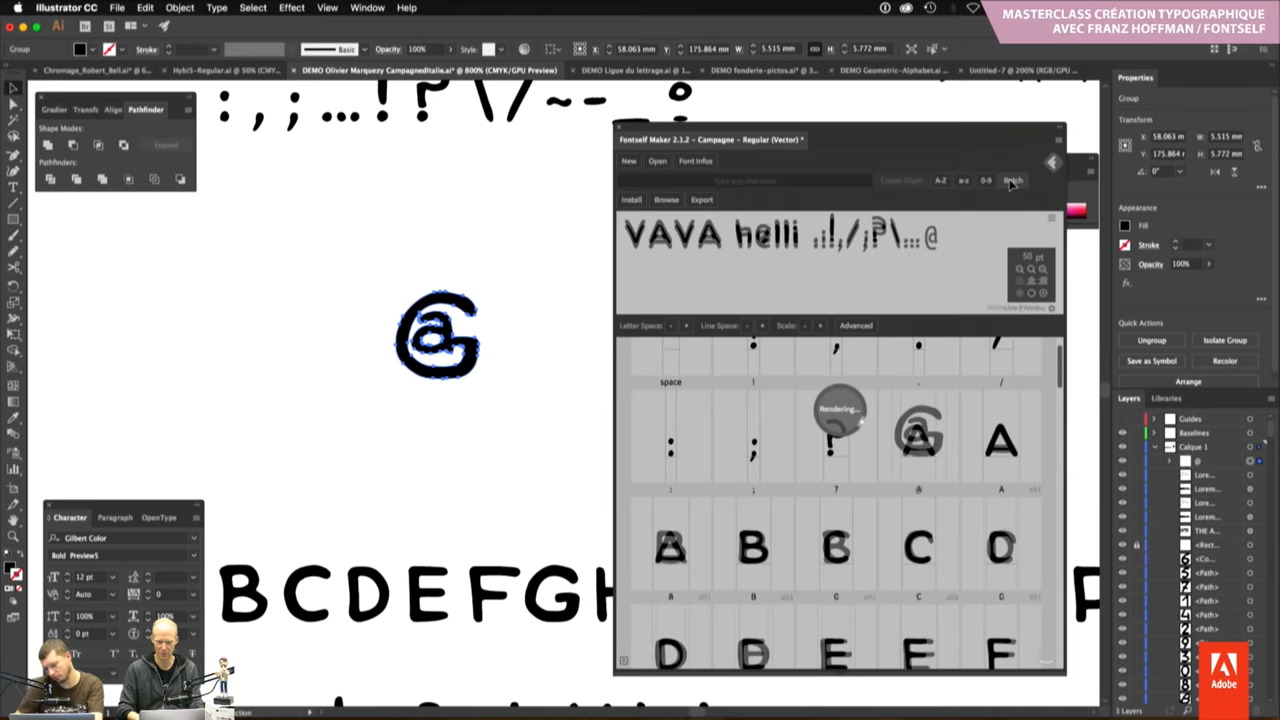 Illustrator CC File Edit Object Type Select Effect View Window Help
MASTERCLASS CRÉATION TYPOGRAPHIQUE
AVEC FRANZ HOFFMAN / FONTSELF
Group Stroke: Basic Opacity: 100% Style: X: 58.063 mm Y: 175.864 mm W: 5.515 mm H: 5.772 mm
Chromage_Robert_Bell.ai* @ 6... Hybi5-Regular.ai @ 50% (CMY... DEMO Olivier Marquezy CampagnedItalie.ai* @ 800% (CMYK/GPU Preview) DEMO Ligue du lettrage.ai @ 1... DEMO fonderie-pictos.ai* @ 3... DEMO Geometric-Alphabet.ai ... Untitled-7 @ 200% (RGB/GPU ...
: , ; ... ! ? \ / ~ - _
Gradier Transfo Align Pathfinder
Shape Modes:
Expand
Pathfinders:
Fontself Maker 2.1.2 – Campagne – Regular (Vector) *
New Open Font Infos
Type any character Create Glyph A-Z a-z 0-9 Batch
Install Browse Export
VAVA helli .:!,/;?\...@
50 pt
Letter Space: - + Line Space: - + Scale: - + Advanced
: , . /
space ! , . /
Rendering...
: ; ? A A
: ; ? @ A alt1
A B C C D
B C D E F G H P
D E F
@
Properties
Group
Transform
X: 58.063 m W: 5.515 mm
Y: 175.864 r H: 5.772 mm
0°
Appearance
Fill
Stroke
Opacity 100%
fx.
Quick Actions
Ungroup Isolate Group
Save as Symbol Recolor
Arrange
Layers Libraries
Guides
Baselines
Calque 1
@
Lore...
Lorem...
Lore...
Lorem...
THE A...
<Rect...
<Co...
<Path>
<Path>
<Path>
<Path>
<Path>
3 Layers
Character Paragraph OpenType
Gilbert Color
Bold Preview5
12 pt
Auto 0
100% 100%
0 pt
Adobe